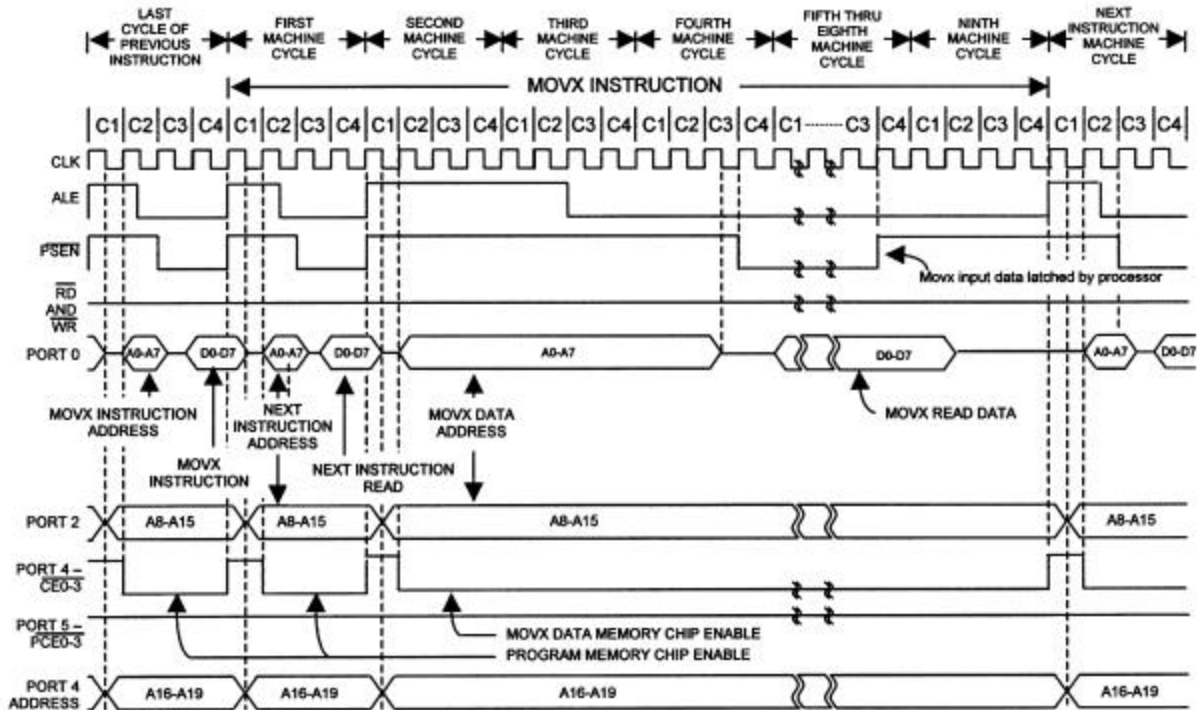 LAST
CYCLE OF
PREVIOUS
INSTRUCTION
FIRST
MACHINE
CYCLE
SECOND
MACHINE
CYCLE
THIRD
MACHINE
CYCLE
FOURTH
MACHINE
CYCLE
FIFTH THRU
EIGHTH
MACHINE
CYCLE
NINTH
MACHINE
CYCLE
NEXT
INSTRUCTION
MACHINE
CYCLE
MOVX INSTRUCTION
C1 C2 C3 C4 C1 C2 C3 C4 C1 C2 C3 C4 C1 C2 C3 C4 C1 C2 C3 C4 C1 C3 C4 C1 C2 C3 C4 C1 C2 C3 C4
CLK
ALE
PSEN
Movx input data latched by processor
RD
AND
WR
PORT 0
A0-A7 D0-D7 A0-A7 D0-D7 A0-A7 D0-D7 A0-A7 D0-D7
MOVX INSTRUCTION
ADDRESS
NEXT
INSTRUCTION
ADDRESS
MOVX DATA
ADDRESS
MOVX READ DATA
MOVX
INSTRUCTION
NEXT INSTRUCTION
READ
PORT 2
A8-A15 A8-A15 A8-A15 A8-A15
PORT 4 –
CE0-3
PORT 5 –
PCE0-3
MOVX DATA MEMORY CHIP ENABLE
PROGRAM MEMORY CHIP ENABLE
PORT 4
ADDRESS
A16-A19 A16-A19 A16-A19 A16-A19